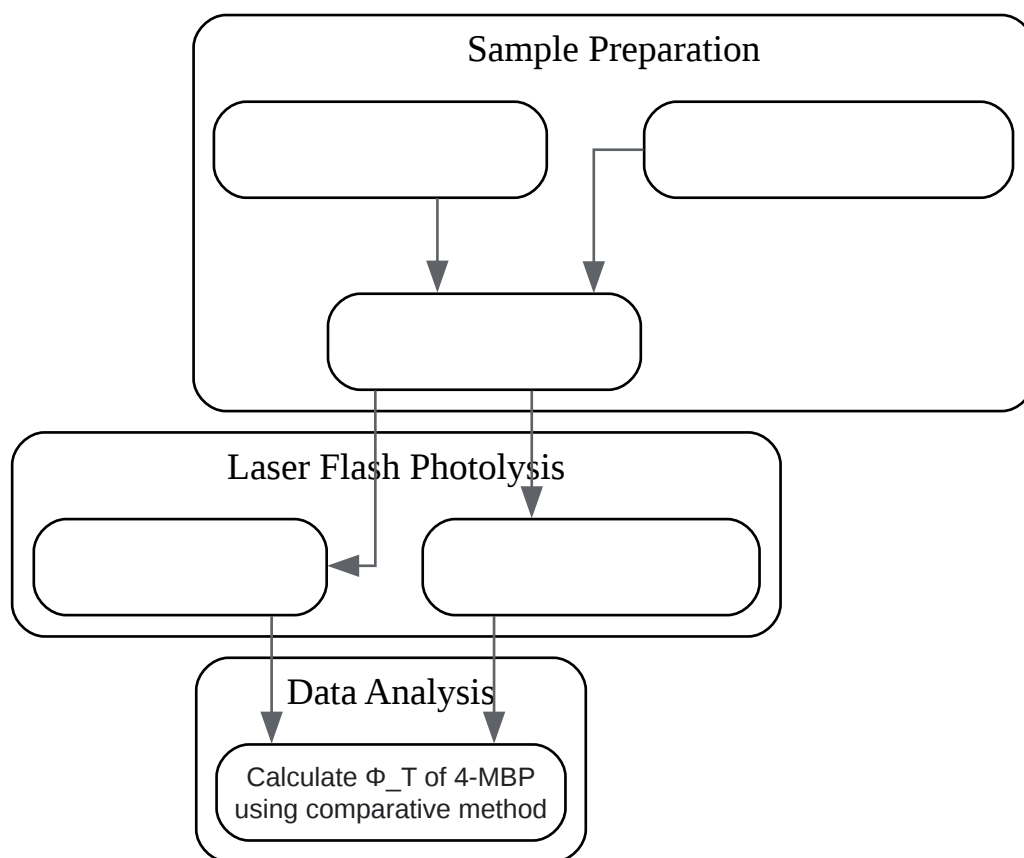 Sample Preparation
Laser Flash Photolysis
Data Analysis
Calculate Φ_T of 4-MBP
using comparative method